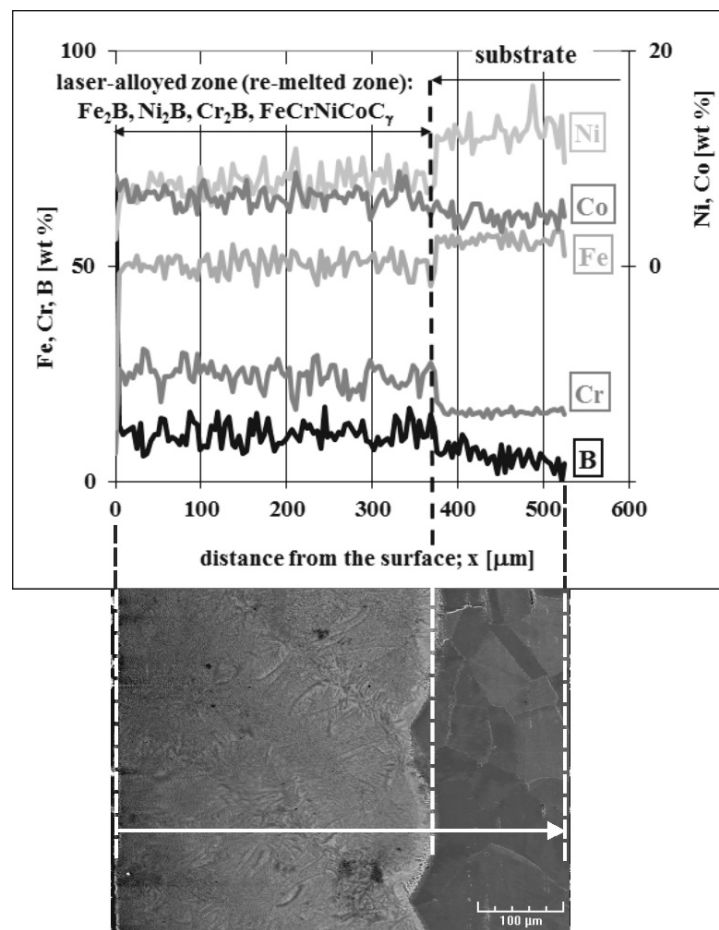 100
20
substrate
laser-alloyed zone (re-melted zone):
Fe₂B, Ni₂B, Cr₂B, FeCrNiCoCᵧ
Ni
Co
Fe
Cr
B
Fe, Cr, B [wt %]
50
0
Ni, Co [wt %]
0
0 100 200 300 400 500 600
distance from the surface; x [μm]
100 μm